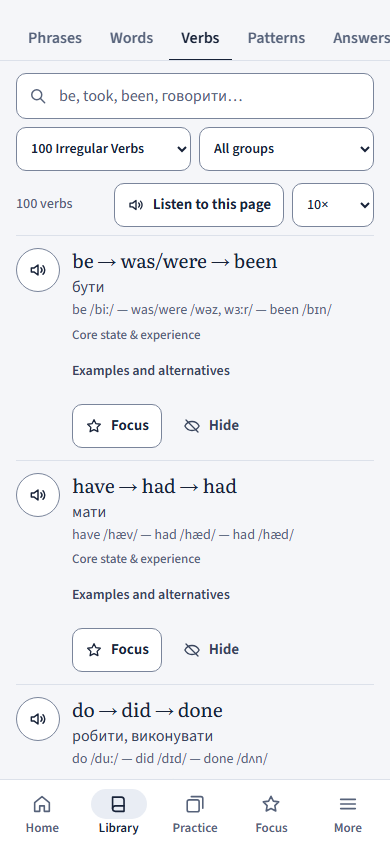 Phrases Words Verbs Patterns Answers
be, took, been, говорити…
100 Irregular Verbs All groups
100 verbs Listen to this page 10×
be → was/were → been
бути
be /biː/ — was/were /wəz, wɜːr/ — been /bɪn/
Core state & experience
Examples and alternatives
Focus Hide
have → had → had
мати
have /hæv/ — had /hæd/ — had /hæd/
Core state & experience
Examples and alternatives
Focus Hide
do → did → done
робити, виконувати
do /duː/ — did /dɪd/ — done /dʌn/
Home Library Practice Focus More